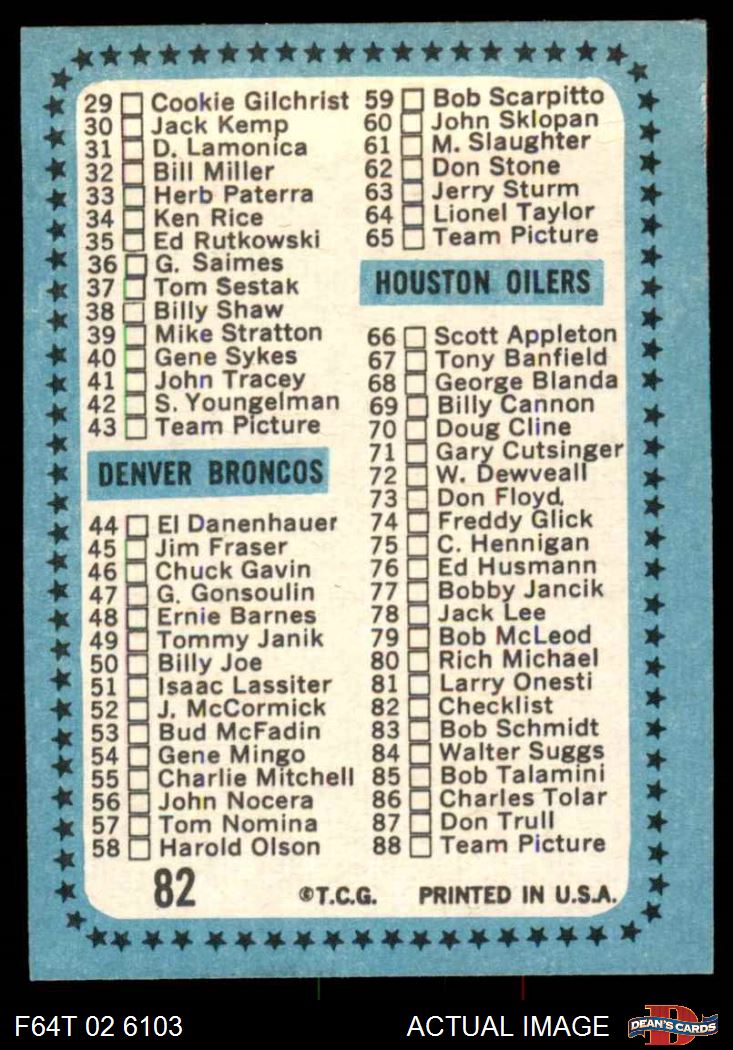 29 Cookie Gilchrist
30 Jack Kemp
31 D. Lamonica
32 Bill Miller
33 Herb Paterra
34 Ken Rice
35 Ed Rutkowski
36 G. Saimes
37 Tom Sestak
38 Billy Shaw
39 Mike Stratton
40 Gene Sykes
41 John Tracey
42 S. Youngelman
43 Team Picture
DENVER BRONCOS
44 El Danenhauer
45 Jim Fraser
46 Chuck Gavin
47 G. Gonsoulin
48 Ernie Barnes
49 Tommy Janik
50 Billy Joe
51 Isaac Lassiter
52 J. McCormick
53 Bud McFadin
54 Gene Mingo
55 Charlie Mitchell
56 John Nocera
57 Tom Nomina
58 Harold Olson
59 Bob Scarpitto
60 John Sklopan
61 M. Slaughter
62 Don Stone
63 Jerry Sturm
64 Lionel Taylor
65 Team Picture
HOUSTON OILERS
66 Scott Appleton
67 Tony Banfield
68 George Blanda
69 Billy Cannon
70 Doug Cline
71 Gary Cutsinger
72 W. Dewveall
73 Don Floyd
74 Freddy Glick
75 C. Hennigan
76 Ed Husmann
77 Bobby Jancik
78 Jack Lee
79 Bob McLeod
80 Rich Michael
81 Larry Onesti
82 Checklist
83 Bob Schmidt
84 Walter Suggs
85 Bob Talamini
86 Charles Tolar
87 Don Trull
88 Team Picture
82 ©T.C.G. PRINTED IN U.S.A.
F64T 02 6103 ACTUAL IMAGE D DEAN'S CARDS